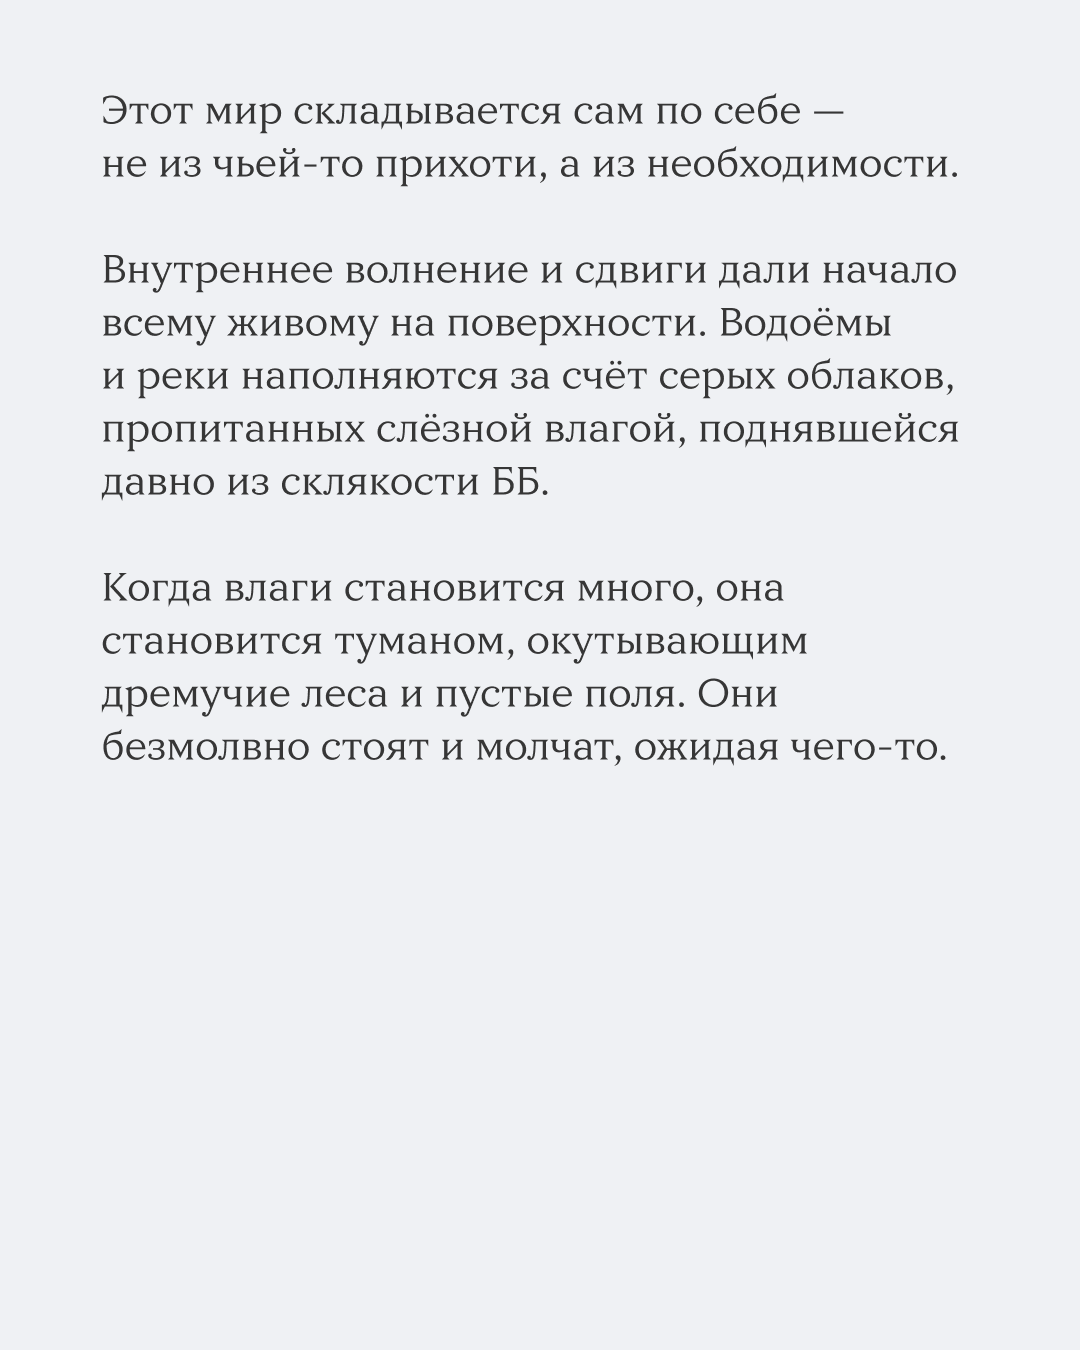 Этот мир складывается сам по себе —
не из чьей-то прихоти, а из необходимости.
Внутреннее волнение и сдвиги дали начало
всему живому на поверхности. Водоёмы
и реки наполняются за счёт серых облаков,
пропитанных слёзной влагой, поднявшейся
давно из склякости ББ.
Когда влаги становится много, она
становится туманом, окутывающим
дремучие леса и пустые поля. Они
безмолвно стоят и молчат, ожидая чего-то.